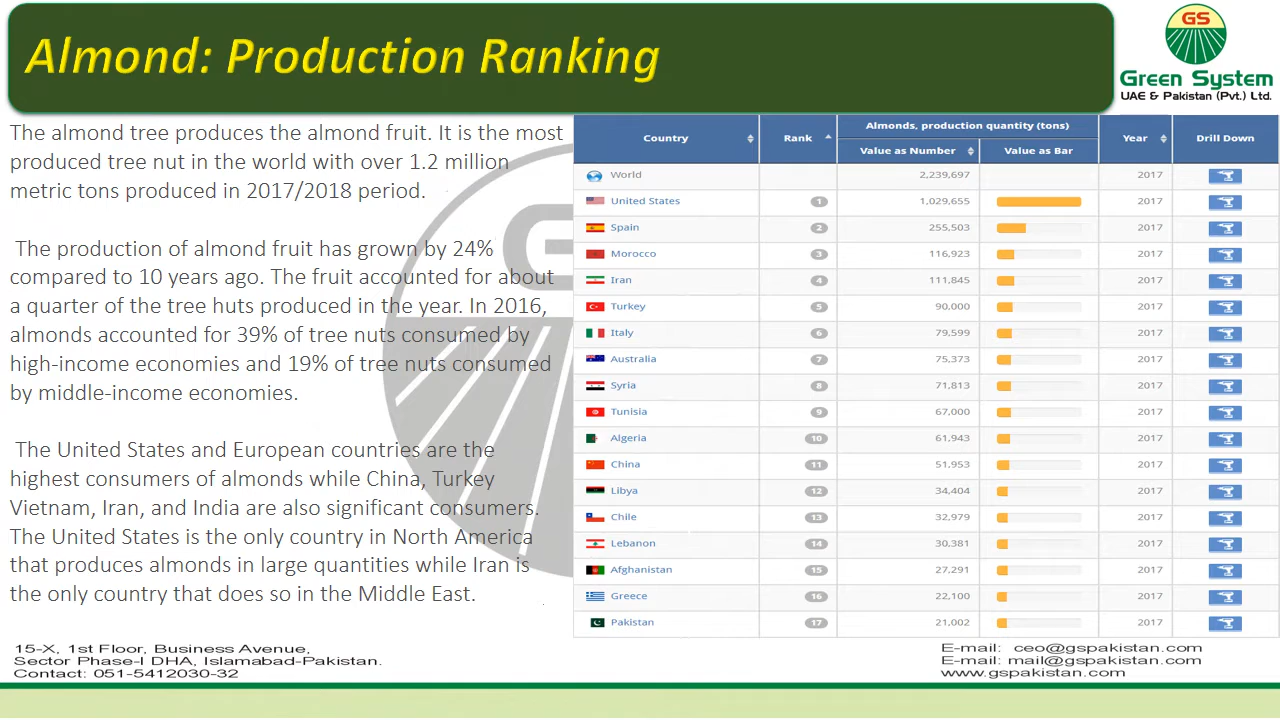 Almond: Production Ranking
GS
Green System
UAE & Pakistan (Pvt.) Ltd.
The almond tree produces the almond fruit. It is the most
produced tree nut in the world with over 1.2 million
metric tons produced in 2017/2018 period.
The production of almond fruit has grown by 24%
compared to 10 years ago. The fruit accounted for about
a quarter of the tree huts produced in the year. In 2016,
almonds accounted for 39% of tree nuts consumed by
high-income economies and 19% of tree nuts consumed
by middle-income economies.
The United States and European countries are the
highest consumers of almonds while China, Turkey
Vietnam, Iran, and India are also significant consumers.
The United States is the only country in North America
that produces almonds in large quantities while Iran is
the only country that does so in the Middle East.
Country Rank Almonds, production quantity (tons) Year Drill Down
Value as Number Value as Bar
World 2,239,697 2017
United States 1 1,029,655 2017
Spain 2 255,503 2017
Morocco 3 116,923 2017
Iran 4 111,845 2017
Turkey 5 90,000 2017
Italy 6 79,599 2017
Australia 7 75,373 2017
Syria 8 71,813 2017
Tunisia 9 67,000 2017
Algeria 10 61,943 2017
China 11 51,953 2017
Libya 12 34,404 2017
Chile 13 32,979 2017
Lebanon 14 30,381 2017
Afghanistan 15 27,291 2017
Greece 16 22,100 2017
Pakistan 17 21,002 2017
15-X, 1st Floor, Business Avenue,
Sector Phase-I DHA, Islamabad-Pakistan.
Contact: 051-5412030-32
E-mail: ceo@gspakistan.com
E-mail: mail@gspakistan.com
www.gspakistan.com